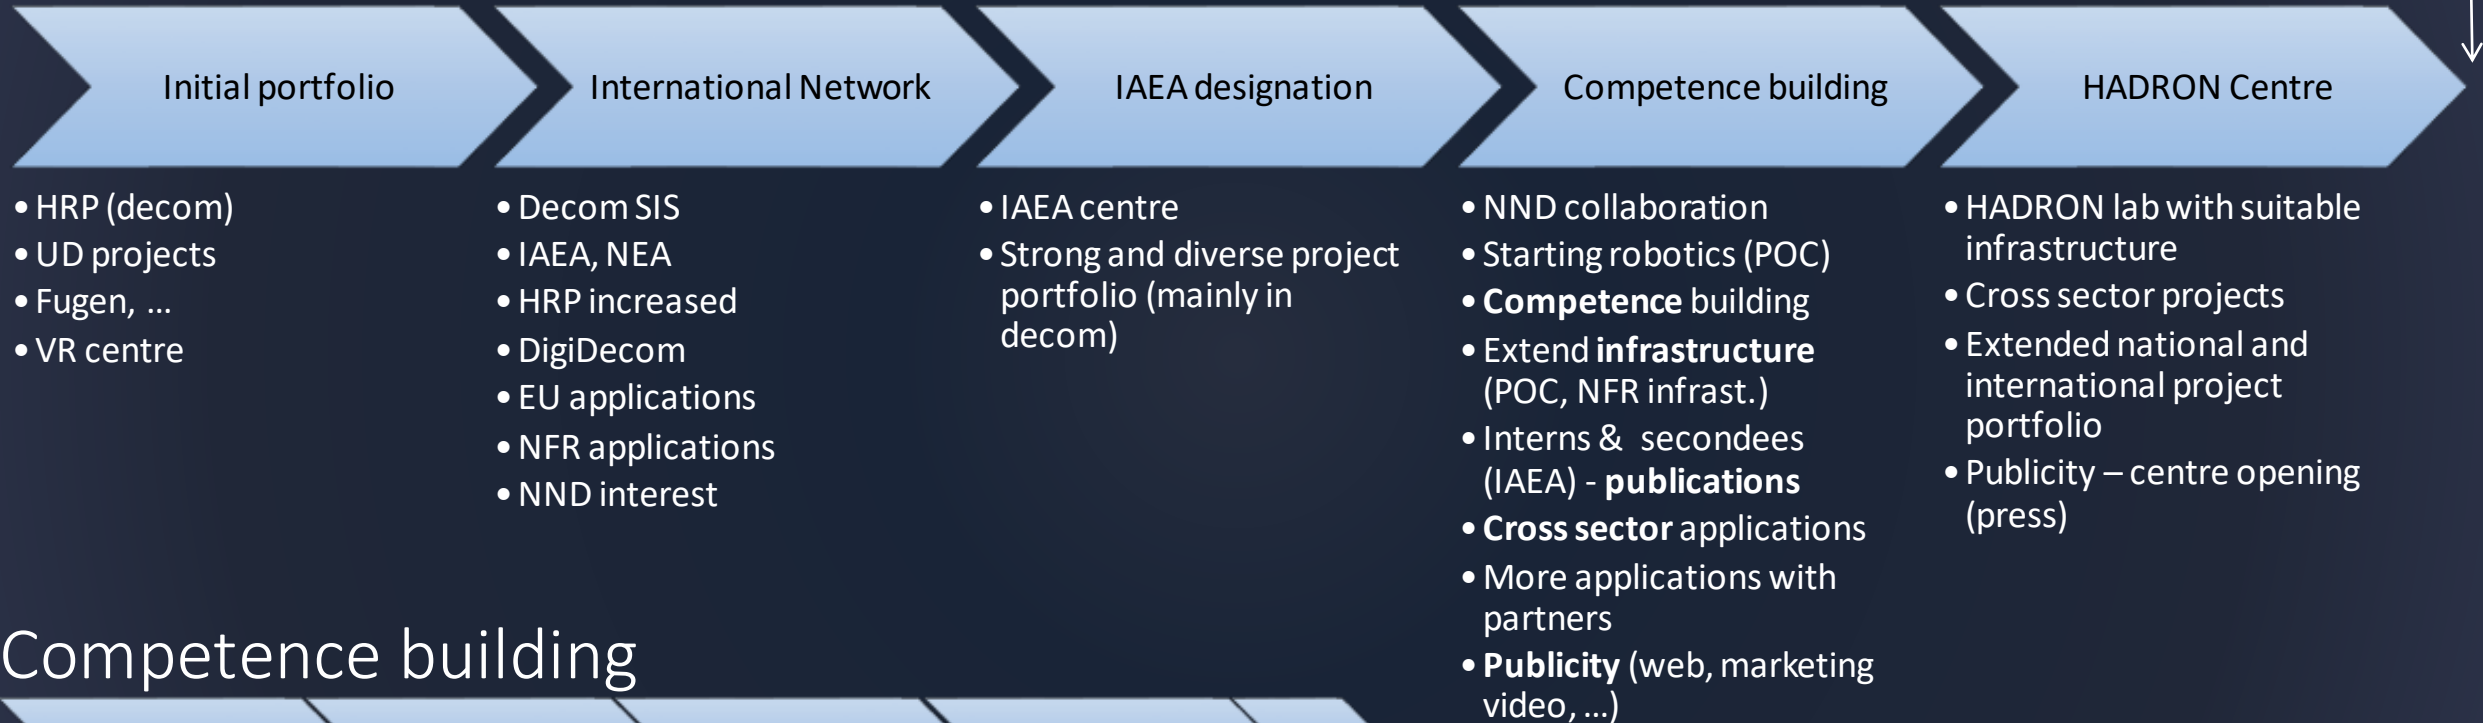 Initial portfolio
International Network
IAEA designation
Competence building
HADRON Centre
• HRP (decom)
• UD projects
• Fugen, ...
• VR centre
• Decom SIS
• IAEA, NEA
• HRP increased
• DigiDecom
• EU applications
• NFR applications
• NND interest
• IAEA centre
• Strong and diverse project
portfolio (mainly in
decom)
• NND collaboration
• Starting robotics (POC)
• Competence building
• Extend infrastructure
(POC, NFR infrast.)
• Interns & secondees
(IAEA) - publications
• Cross sector applications
• More applications with
partners
• Publicity (web, marketing
video, ...)
• HADRON lab with suitable
infrastructure
• Cross sector projects
• Extended national and
international project
portfolio
• Publicity – centre opening
(press)
Competence building